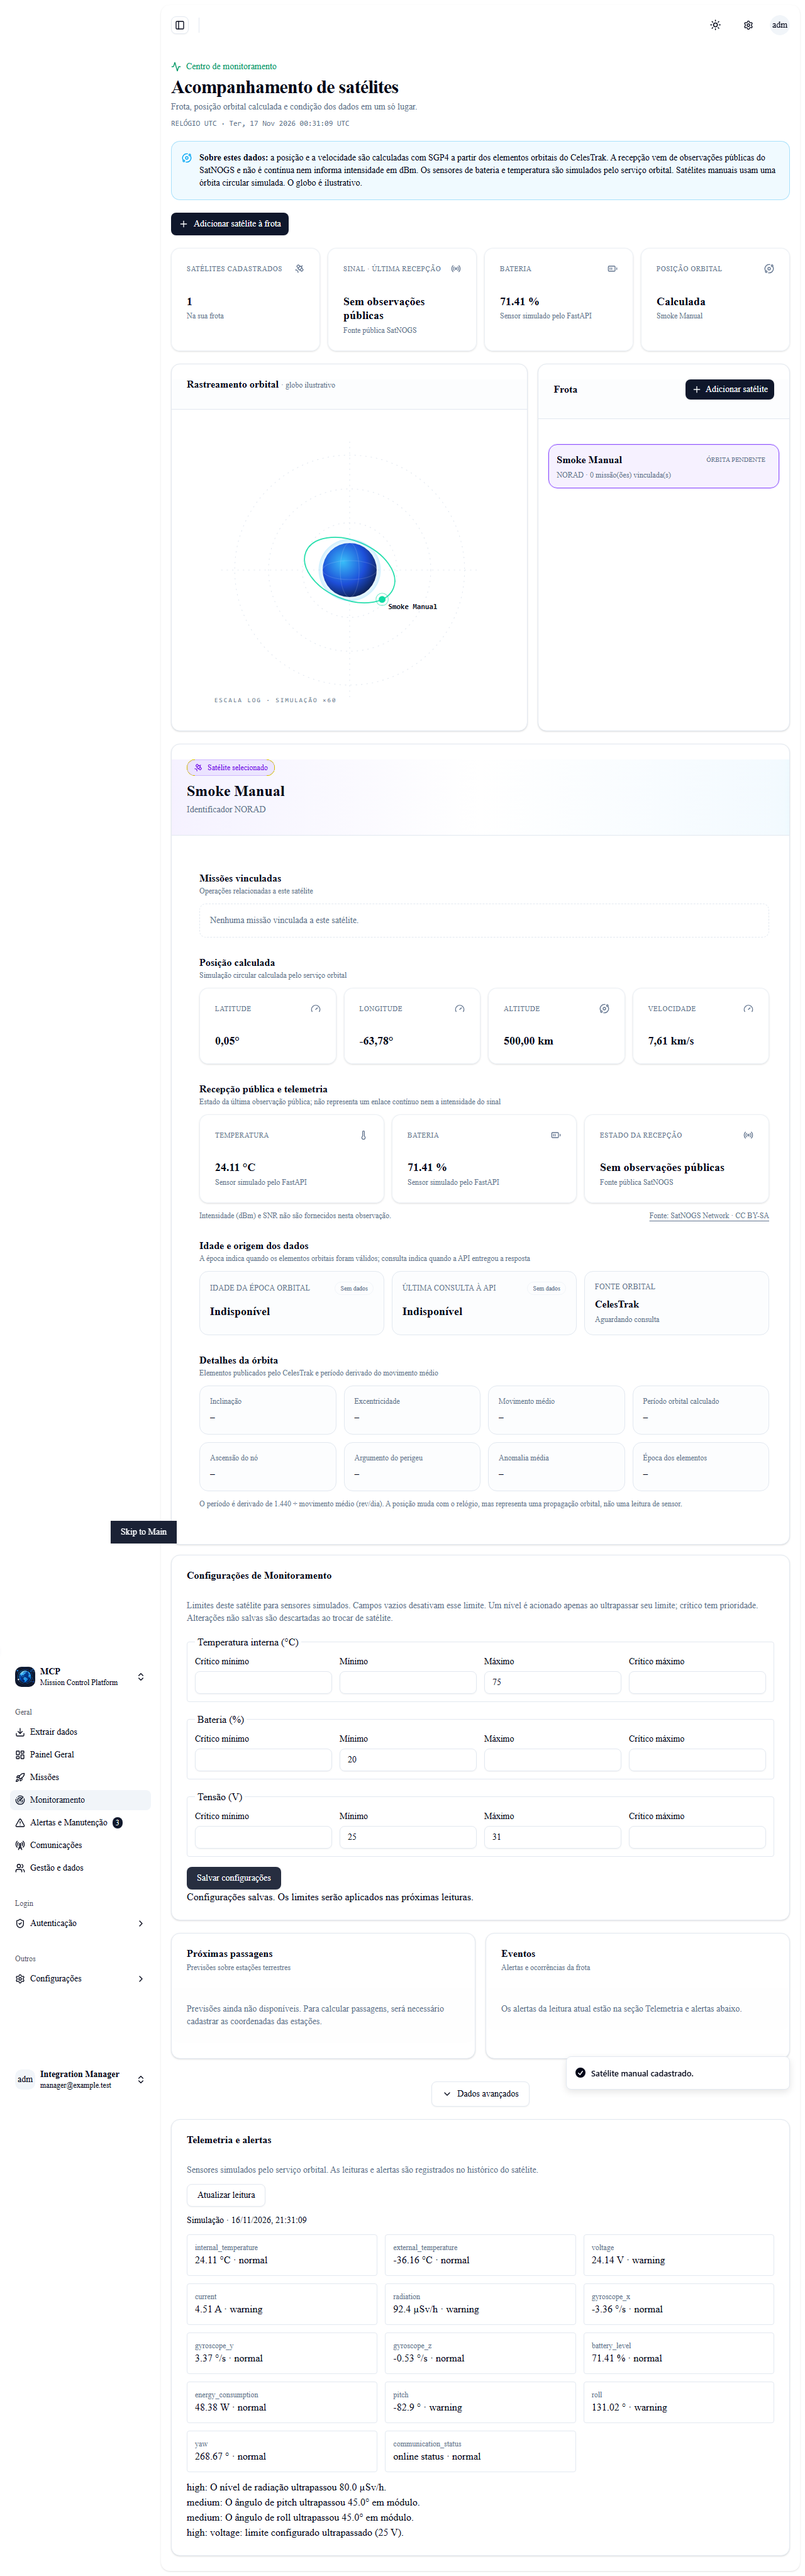 adm
Centro de monitoramento
Acompanhamento de satélites
Frota, posição orbital calculada e condição dos dados em um só lugar.
RELÓGIO UTC · Ter, 17 Nov 2026 00:31:09 UTC
Sobre estes dados: a posição e a velocidade são calculadas com SGP4 a partir dos elementos orbitais do CelesTrak. A recepção vem de observações públicas do
SatNOGS e não é contínua nem informa intensidade em dBm. Os sensores de bateria e temperatura são simulados pelo serviço orbital. Satélites manuais usam uma
órbita circular simulada. O globo é ilustrativo.
Adicionar satélite à frota
SATÉLITES CADASTRADOS
1
Na sua frota
SINAL · ÚLTIMA RECEPÇÃO
Sem observações
públicas
Fonte pública SatNOGS
BATERIA
71.41 %
Sensor simulado pelo FastAPI
POSIÇÃO ORBITAL
Calculada
Smoke Manual
Rastreamento orbital · globo ilustrativo
Smoke Manual
ESCALA LOG · SIMULAÇÃO ×60
Frota
Adicionar satélite
Smoke Manual
ÓRBITA PENDENTE
NORAD · 0 missão(ões) vinculada(s)
Satélite selecionado
Smoke Manual
Identificador NORAD
Missões vinculadas
Operações relacionadas a este satélite
Nenhuma missão vinculada a este satélite.
Posição calculada
Simulação circular calculada pelo serviço orbital
LATITUDE
0,05°
LONGITUDE
-63,78°
ALTITUDE
500,00 km
VELOCIDADE
7,61 km/s
Recepção pública e telemetria
Estado da última observação pública; não representa um enlace contínuo nem a intensidade do sinal
TEMPERATURA
24.11 °C
Sensor simulado pelo FastAPI
BATERIA
71.41 %
Sensor simulado pelo FastAPI
ESTADO DA RECEPÇÃO
Sem observações públicas
Fonte pública SatNOGS
Intensidade (dBm) e SNR não são fornecidos nesta observação.
Fonte: SatNOGS Network · CC BY-SA
Idade e origem dos dados
A época indica quando os elementos orbitais foram válidos; consulta indica quando a API entregou a resposta
IDADE DA ÉPOCA ORBITAL
Sem dados
Indisponível
ÚLTIMA CONSULTA À API
Sem dados
Indisponível
FONTE ORBITAL
CelesTrak
Aguardando consulta
Detalhes da órbita
Elementos publicados pelo CelesTrak e período derivado do movimento médio
Inclinação
–
Excentricidade
–
Movimento médio
–
Período orbital calculado
–
Ascensão do nó
–
Argumento do perigeu
–
Anomalia média
–
Época dos elementos
–
O período é derivado de 1.440 ÷ movimento médio (rev/dia). A posição muda com o relógio, mas representa uma propagação orbital, não uma leitura de sensor.
Skip to Main
Configurações de Monitoramento
Limites deste satélite para sensores simulados. Campos vazios desativam esse limite. Um nível é acionado apenas ao ultrapassar seu limite; crítico tem prioridade.
Alterações não salvas são descartadas ao trocar de satélite.
Temperatura interna (°C)
Crítico mínimo
Mínimo
Máximo
Crítico máximo
75
Bateria (%)
Crítico mínimo
Mínimo
Máximo
Crítico máximo
20
Tensão (V)
Crítico mínimo
Mínimo
Máximo
Crítico máximo
25
31
Salvar configurações
Configurações salvas. Os limites serão aplicados nas próximas leituras.
MCP
Mission Control Platform
Geral
Extrair dados
Painel Geral
Missões
Monitoramento
Alertas e Manutenção 3
Comunicações
Gestão e dados
Login
Autenticação
Outros
Configurações
adm
Integration Manager
manager@example.test
Próximas passagens
Previsões sobre estações terrestres
Previsões ainda não disponíveis. Para calcular passagens, será necessário
cadastrar as coordenadas das estações.
Eventos
Alertas e ocorrências da frota
Os alertas da leitura atual estão na seção Telemetria e alertas abaixo.
Satélite manual cadastrado.
Dados avançados
Telemetria e alertas
Sensores simulados pelo serviço orbital. As leituras e alertas são registrados no histórico do satélite.
Atualizar leitura
Simulação · 16/11/2026, 21:31:09
internal_temperature
24.11 °C · normal
external_temperature
-36.16 °C · normal
voltage
24.14 V · warning
current
4.51 A · warning
radiation
92.4 µSv/h · warning
gyroscope_x
-3.36 °/s · normal
gyroscope_y
3.37 °/s · normal
gyroscope_z
-0.53 °/s · normal
battery_level
71.41 % · normal
energy_consumption
48.38 W · normal
pitch
-82.9 ° · warning
roll
131.02 ° · warning
yaw
268.67 ° · normal
communication_status
online status · normal
high: O nível de radiação ultrapassou 80.0 µSv/h.
medium: O ângulo de pitch ultrapassou 45.0° em módulo.
medium: O ângulo de roll ultrapassou 45.0° em módulo.
high: voltage: limite configurado ultrapassado (25 V).